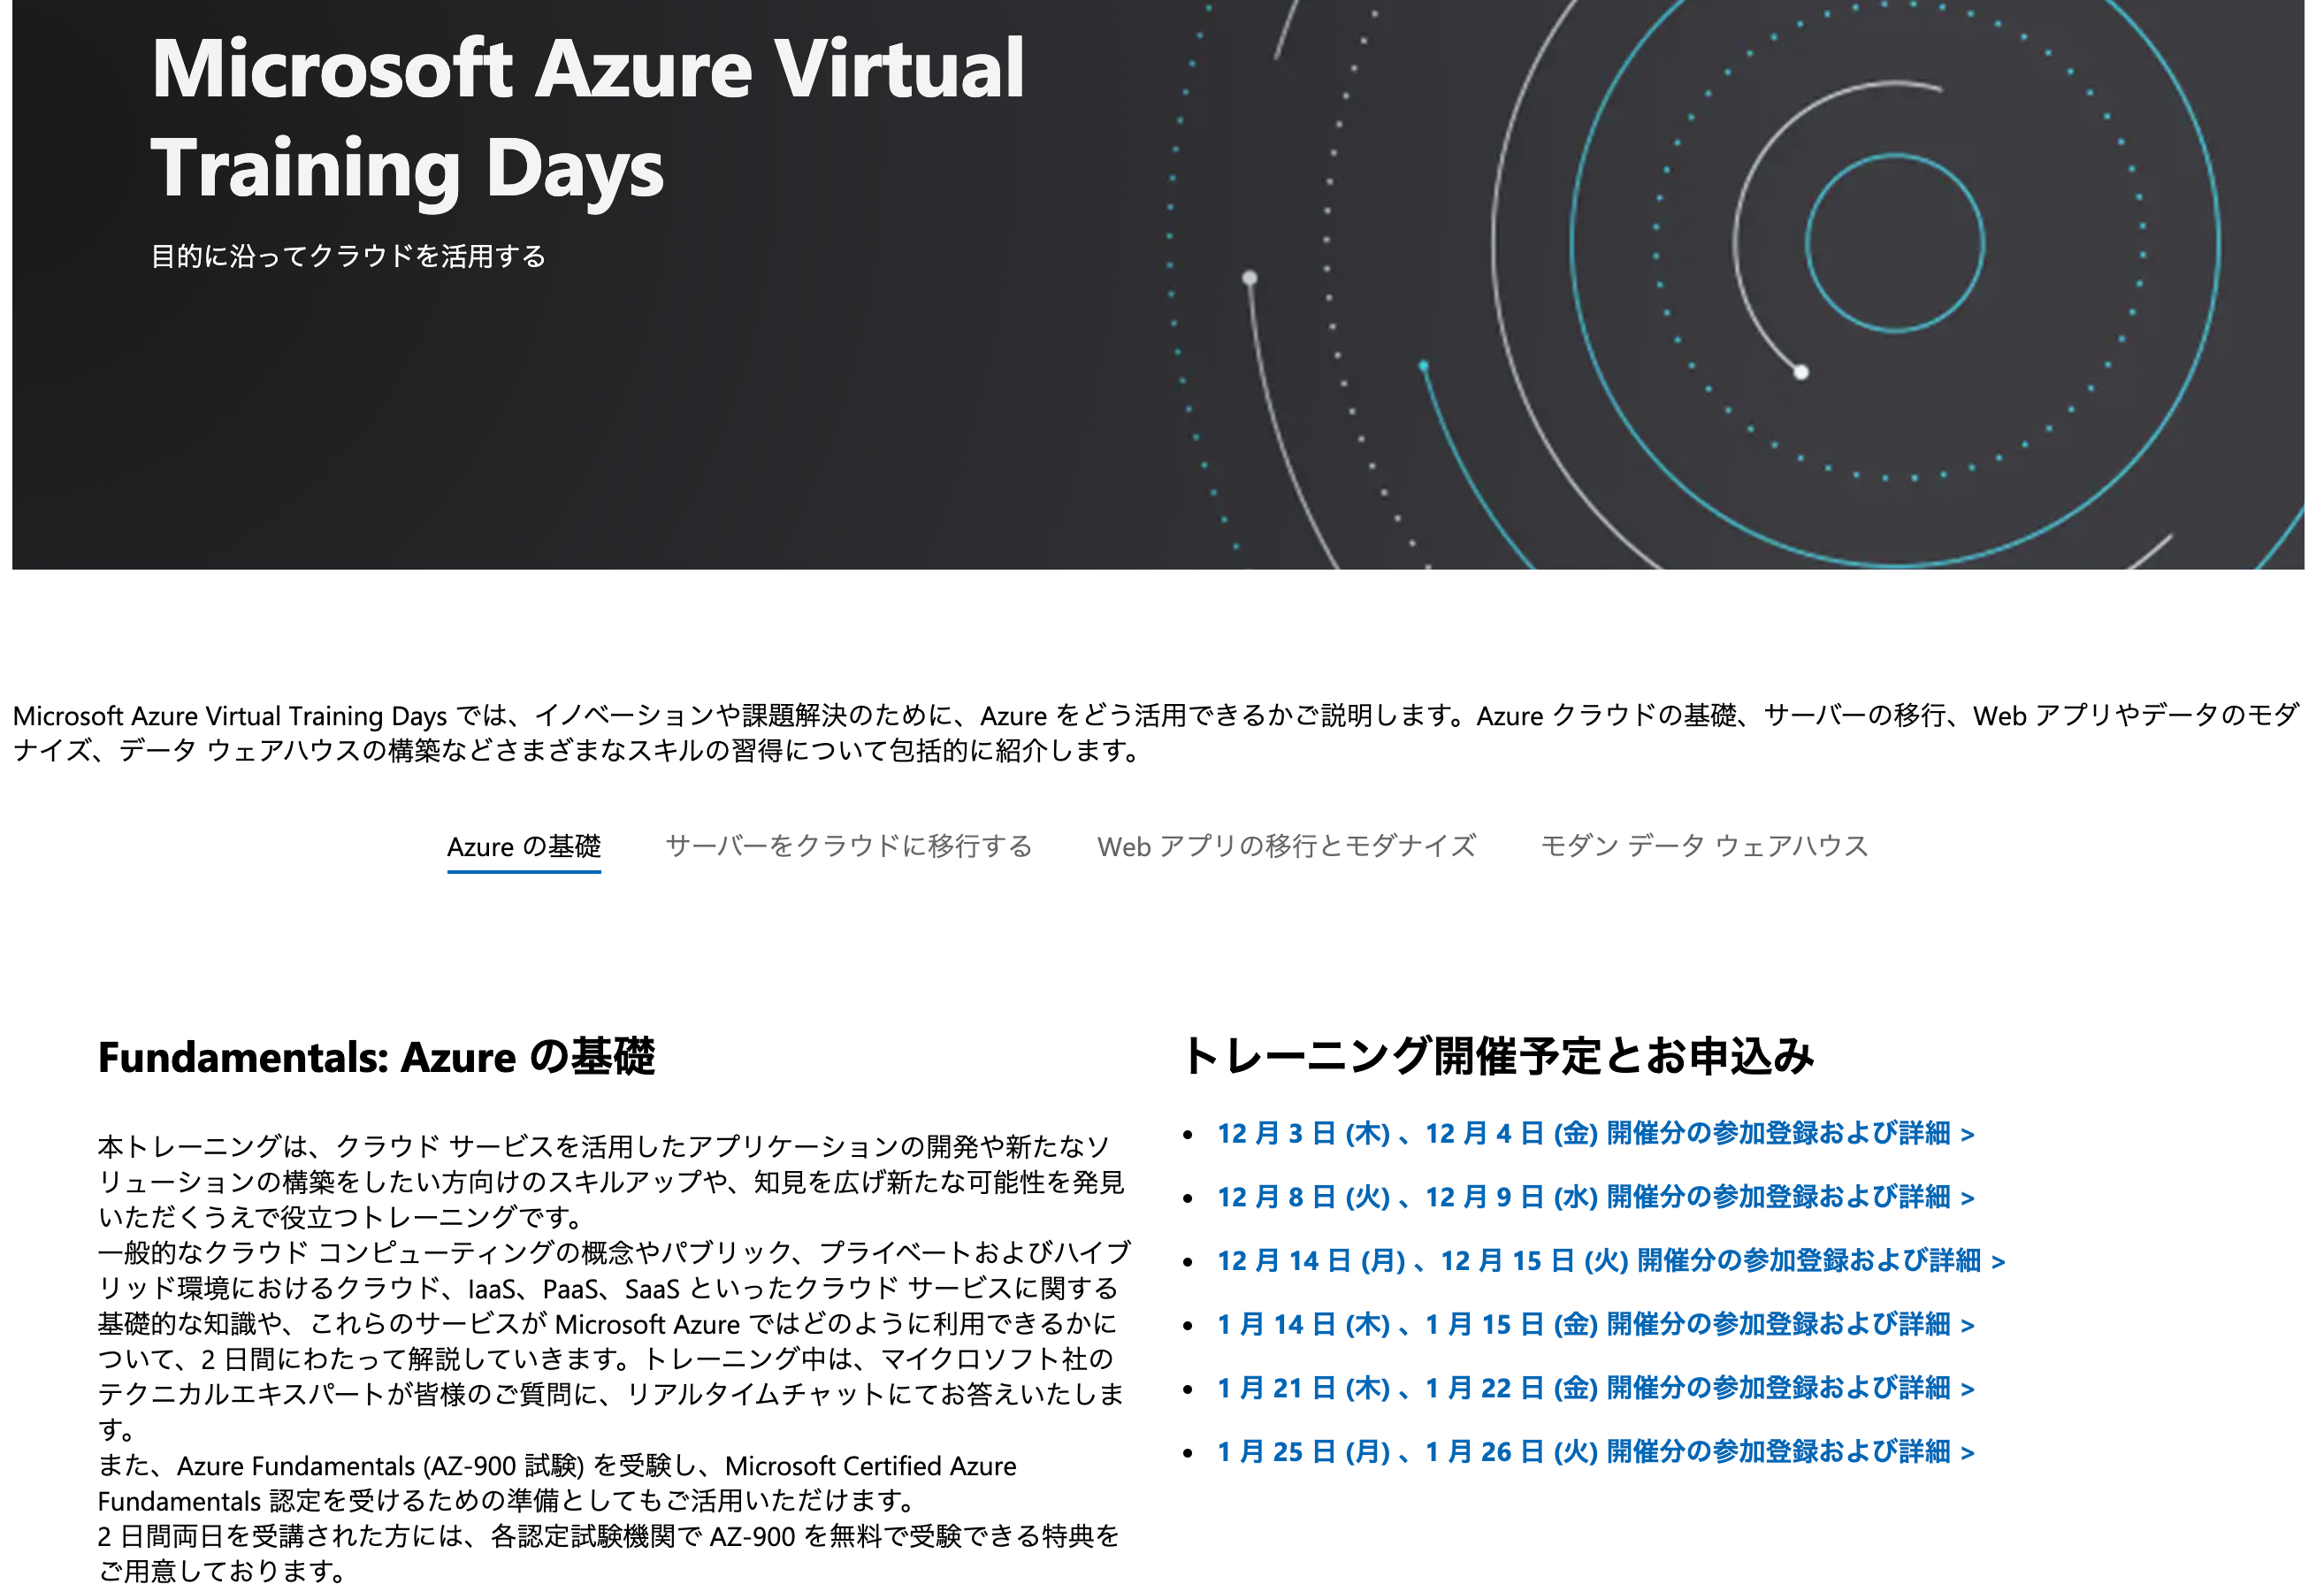 Microsoft Azure Virtual
Training Days
目的に沿ってクラウドを活用する
Microsoft Azure Virtual Training Days では、イノベーションや課題解決のために、Azure をどう活用できるかご説明します。Azure クラウドの基礎、サーバーの移行、Web アプリやデータのモダ
ナイズ、データ ウェアハウスの構築などさまざまなスキルの習得について包括的に紹介します。
Azure の基礎 サーバーをクラウドに移行する Web アプリの移行とモダナイズ モダン データ ウェアハウス
Fundamentals: Azure の基礎
本トレーニングは、クラウド サービスを活用したアプリケーションの開発や新たなソ
リューションの構築をしたい方向けのスキルアップや、知見を広げ新たな可能性を発見
いただくうえで役立つトレーニングです。
一般的なクラウド コンピューティングの概念やパブリック、プライベートおよびハイブ
リッド環境におけるクラウド、IaaS、PaaS、SaaS といったクラウド サービスに関する
基礎的な知識や、これらのサービスが Microsoft Azure ではどのように利用できるかに
ついて、2 日間にわたって解説していきます。トレーニング中は、マイクロソフト社の
テクニカルエキスパートが皆様のご質問に、リアルタイムチャットにてお答えいたしま
す。
また、Azure Fundamentals (AZ-900 試験) を受験し、Microsoft Certified Azure
Fundamentals 認定を受けるための準備としてもご活用いただけます。
2 日間両日を受講された方には、各認定試験機関で AZ-900 を無料で受験できる特典を
ご用意しております。
トレーニング開催予定とお申込み
• 12 月 3 日 (木) 、12 月 4 日 (金) 開催分の参加登録および詳細 >
• 12 月 8 日 (火) 、12 月 9 日 (水) 開催分の参加登録および詳細 >
• 12 月 14 日 (月) 、12 月 15 日 (火) 開催分の参加登録および詳細 >
• 1 月 14 日 (木) 、1 月 15 日 (金) 開催分の参加登録および詳細 >
• 1 月 21 日 (木) 、1 月 22 日 (金) 開催分の参加登録および詳細 >
• 1 月 25 日 (月) 、1 月 26 日 (火) 開催分の参加登録および詳細 >